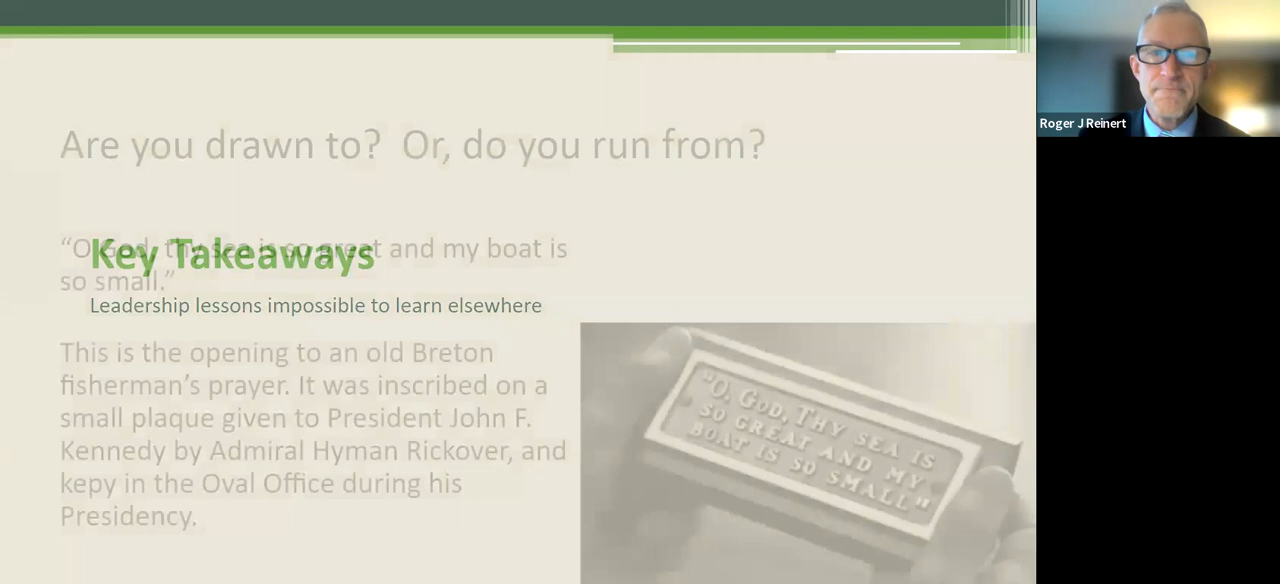 Are you drawn to? Or, do you run from?
“O God, thy sea is so great and my boat is
so small.”
Key Takeaways
Leadership lessons impossible to learn elsewhere
This is the opening to an old Breton
fisherman’s prayer. It was inscribed on a
small plaque given to President John F.
Kennedy by Admiral Hyman Rickover, and
kepy in the Oval Office during his
Presidency.
"O, GOD, THY SEA IS
SO GREAT AND MY
BOAT IS SO SMALL"
Roger J Reinert